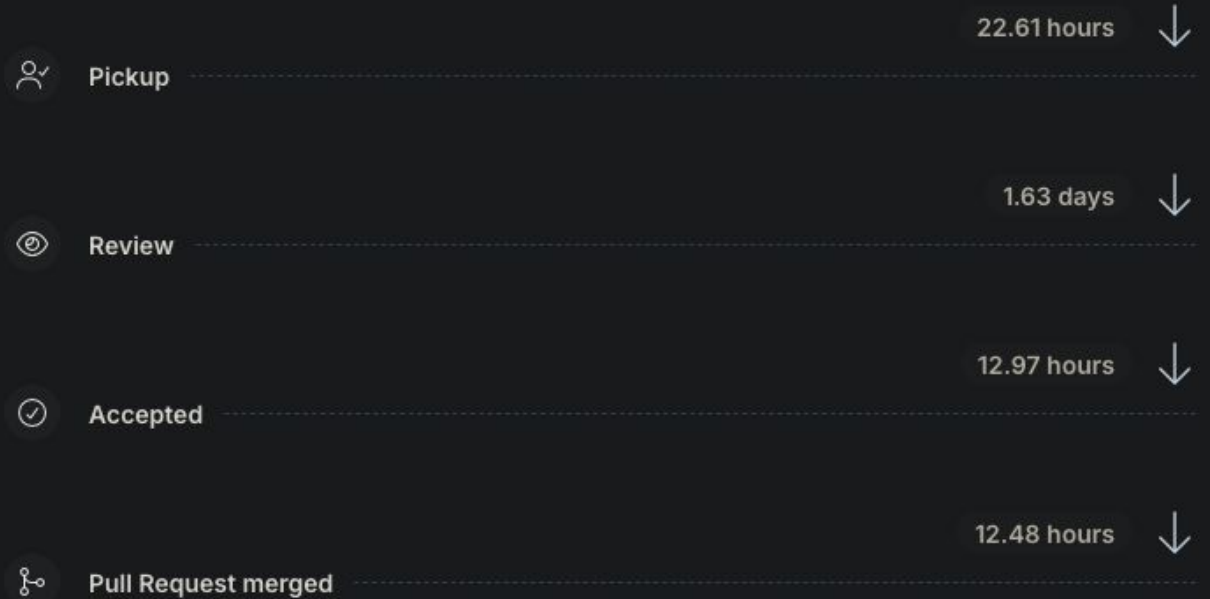 22.61 hours
Pickup
1.63 days
Review
12.97 hours
Accepted
12.48 hours
Pull Request merged